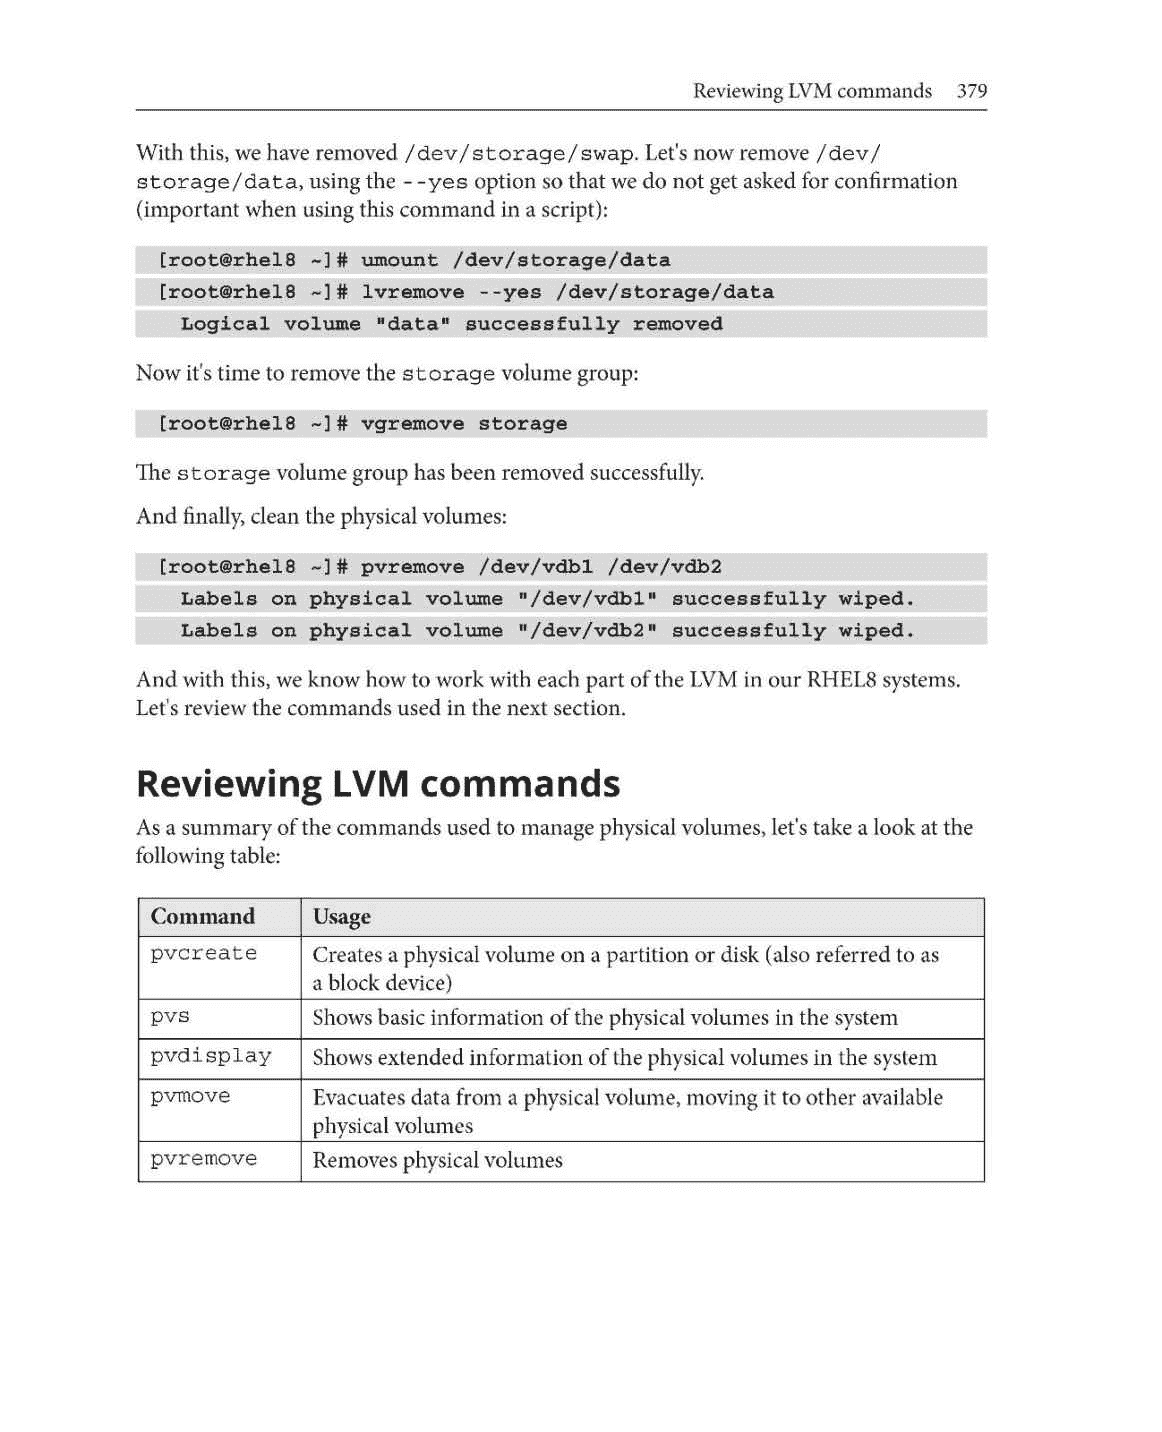 Reviewing LVM commands 379
With this, we have removed /dev/storage/swap. Let's now remove /dev/
storage/data, using the --yes option so that we do not get asked for confirmation
(important when using this command in a script):
[root@rhel8 ~]# umount /dev/storage/data
[root@rhel8 ~]# lvremove --yes /dev/storage/data
Logical volume "data" successfully removed
Now it's time to remove the storage volume group:
[root@rhel8 ~]# vgremove storage
The storage volume group has been removed successfully.
And finally, clean the physical volumes:
[root@rhel8 ~]# pvremove /dev/vdb1 /dev/vdb2
Labels on physical volume "/dev/vdb1" successfully wiped.
Labels on physical volume "/dev/vdb2" successfully wiped.
And with this, we know how to work with each part of the LVM in our RHEL8 systems.
Let's review the commands used in the next section.
Reviewing LVM commands
As a summary of the commands used to manage physical volumes, let's take a look at the
following table:
Command Usage
pvcreate Creates a physical volume on a partition or disk (also referred to as
a block device)
pvs Shows basic information of the physical volumes in the system
pvdisplay Shows extended information of the physical volumes in the system
pvmove Evacuates data from a physical volume, moving it to other available
physical volumes
pvremove Removes physical volumes